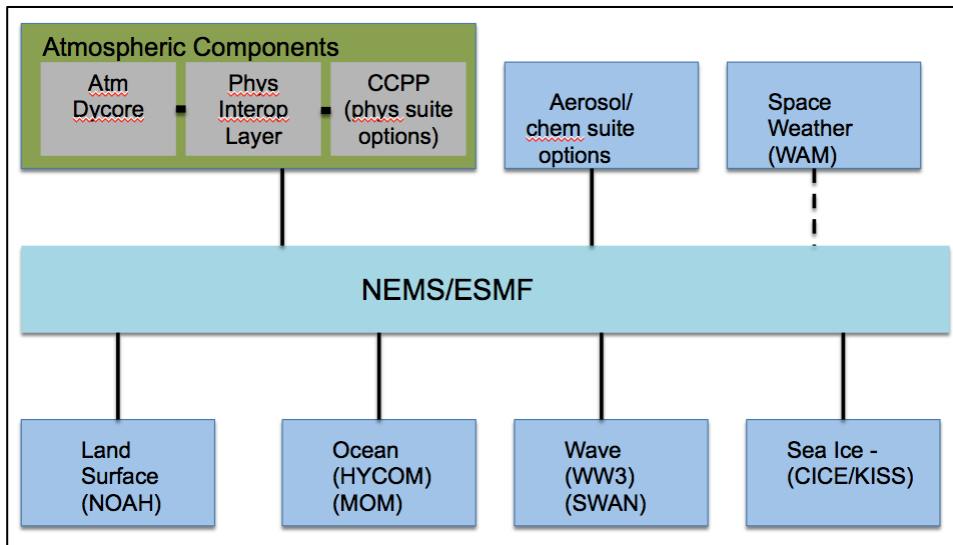 Atmospheric Components
Atm
Dycore
Phys
Interop
Layer
CCPP
(phys suite
options)
Aerosol/
chem suite
options
Space
Weather
(WAM)
NEMS/ESMF
Land
Surface
(NOAH)
Ocean
(HYCOM)
(MOM)
Wave
(WW3)
(SWAN)
Sea Ice -
(CICE/KISS)